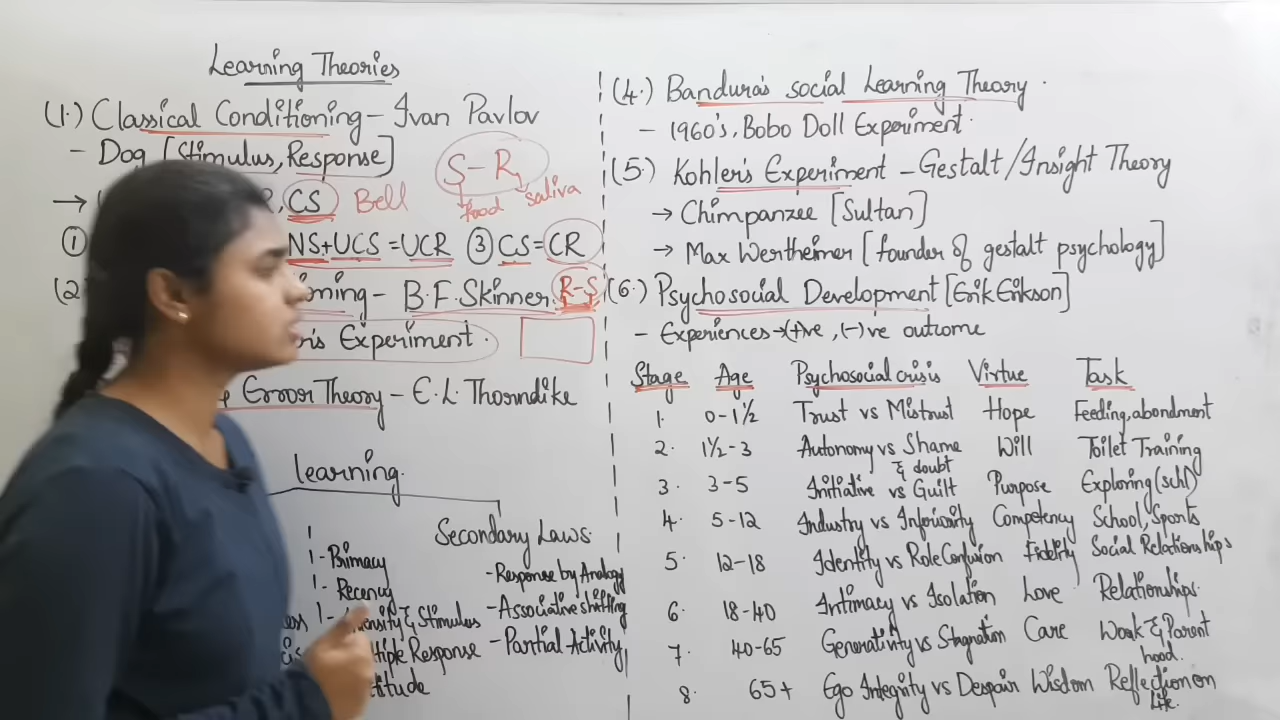 Learning Theories
(1.) Classical Conditioning - Ivan Pavlov
- Dog [Stimulus, Response]
S - R
food saliva
→ CS Bell
① NS+UCS = UCR ③ CS = CR
(2 ning - B.F. Skinner. R-S
Experiment.
Error Theory - E.L. Thorndike
learning.
Secondary Laws
- Primacy
- Recency
- Response by Analogy
& Stimulus
- Associative shifting
Response
- Partial Activity
(4.) Bandura's social Learning Theory.
- 1960's, Bobo Doll Experiment.
(5.) Kohler's Experiment - Gestalt/Insight Theory
→ Chimpanzee [Sultan]
→ Max Wertheimer [founder of gestalt psychology]
(6.) Psychosocial Development [Erik Erikson]
- Experiences→(+ve, (-)ve outcome
Stage Age Psychosocial crisis Virtue Task
1. 0-1½ Trust vs Mistrust Hope Feeding, abondment
2. 1½-3 Autonomy vs Shame & doubt Will Toilet Training
3. 3-5 Initiative vs Guilt Purpose Exploring (schl)
4. 5-12 Industry vs Inforiority Competency School, Sports
5. 12-18 Identity vs Role Confusion Fidelity Social Relationships
6. 18-40 Intimacy vs Isolation Love Relationships.
7. 40-65 Generativity vs Stagnation Care Work & Parent hood.
8. 65+ Ego Integrity vs Despair Wisdom Reflection on Life.